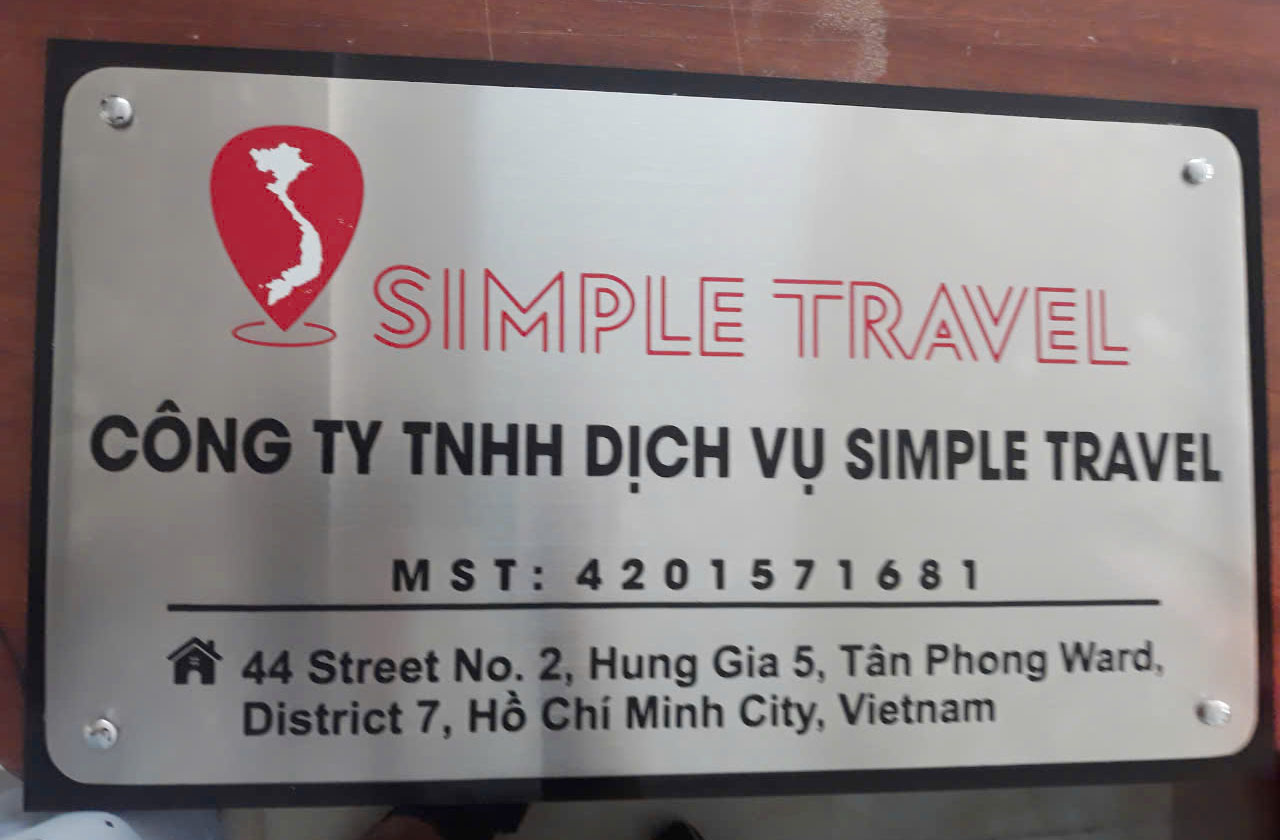 SIMPLE TRAVEL
CÔNG TY TNHH DỊCH VỤ SIMPLE TRAVEL
MST: 4201571681
44 Street No. 2, Hung Gia 5, Tân Phong Ward,
District 7, Hồ Chí Minh City, Vietnam